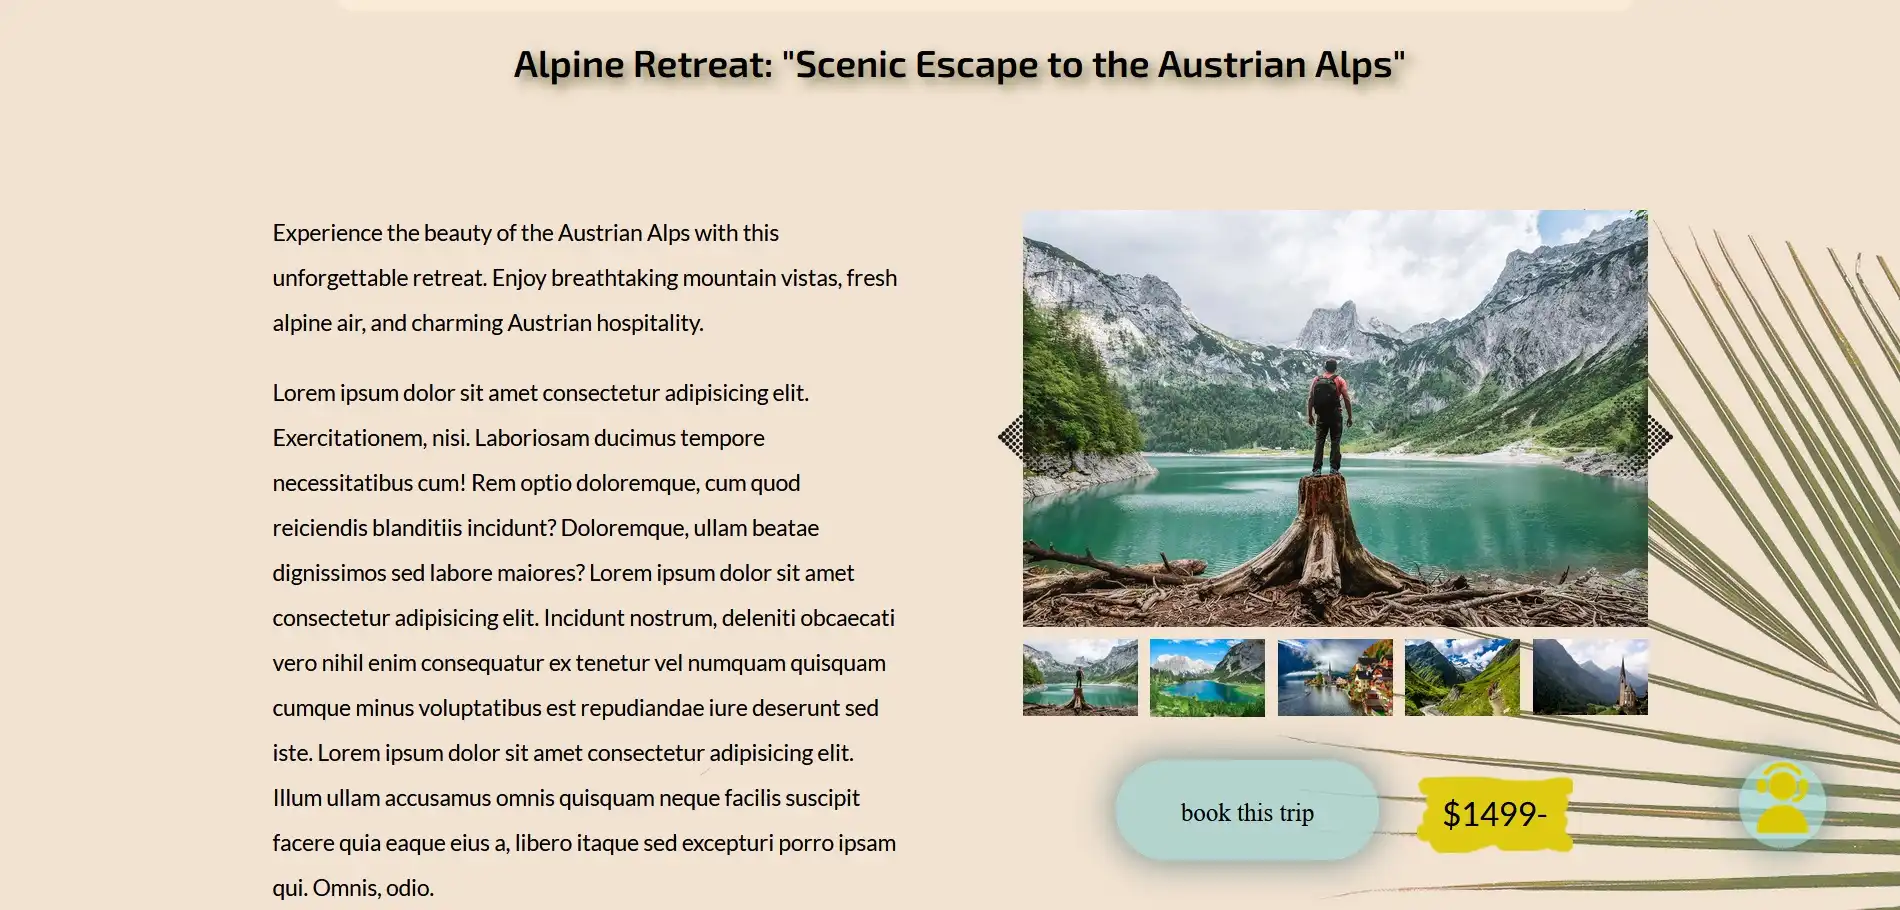 Alpine Retreat: "Scenic Escape to the Austrian Alps"
Experience the beauty of the Austrian Alps with this
unforgettable retreat. Enjoy breathtaking mountain vistas, fresh
alpine air, and charming Austrian hospitality.
Lorem ipsum dolor sit amet consectetur adipisicing elit.
Exercitationem, nisi. Laboriosam ducimus tempore
necessitatibus cum! Rem optio doloremque, cum quod
reiciendis blanditiis incidunt? Doloremque, ullam beatae
dignissimos sed labore maiores? Lorem ipsum dolor sit amet
consectetur adipisicing elit. Incidunt nostrum, deleniti obcaecati
vero nihil enim consequatur ex tenetur vel numquam quisquam
cumque minus voluptatibus est repudiandae iure deserunt sed
iste. Lorem ipsum dolor sit amet consectetur adipisicing elit.
Illum ullam accusamus omnis quisquam neque facilis suscipit
facere quia eaque eius a, libero itaque sed excepturi porro ipsam
qui. Omnis, odio.
book this trip
$1499-